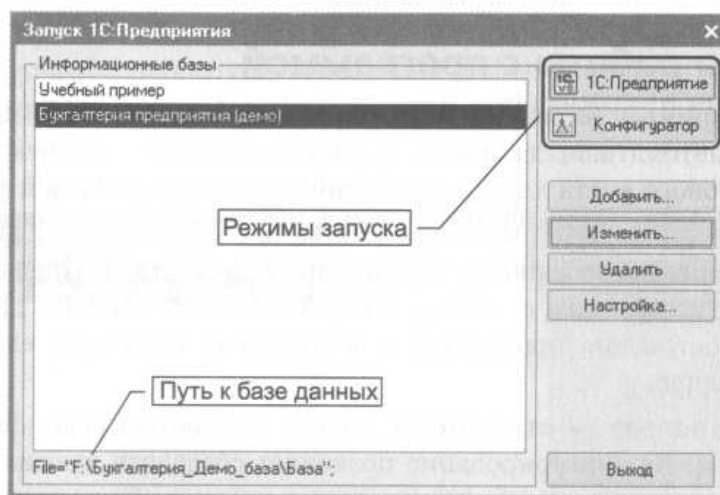 Запуск 1С:Предприятия
Информационные базы
Учебный пример
Бухгалтерия предприятия (демо)
1С:Предприятие
Конфигуратор
Режимы запуска
Добавить...
Изменить...
Удалить
Настройка...
Путь к базе данных
File="F:\Бухгалтерия_Демо_база\База";
Выход